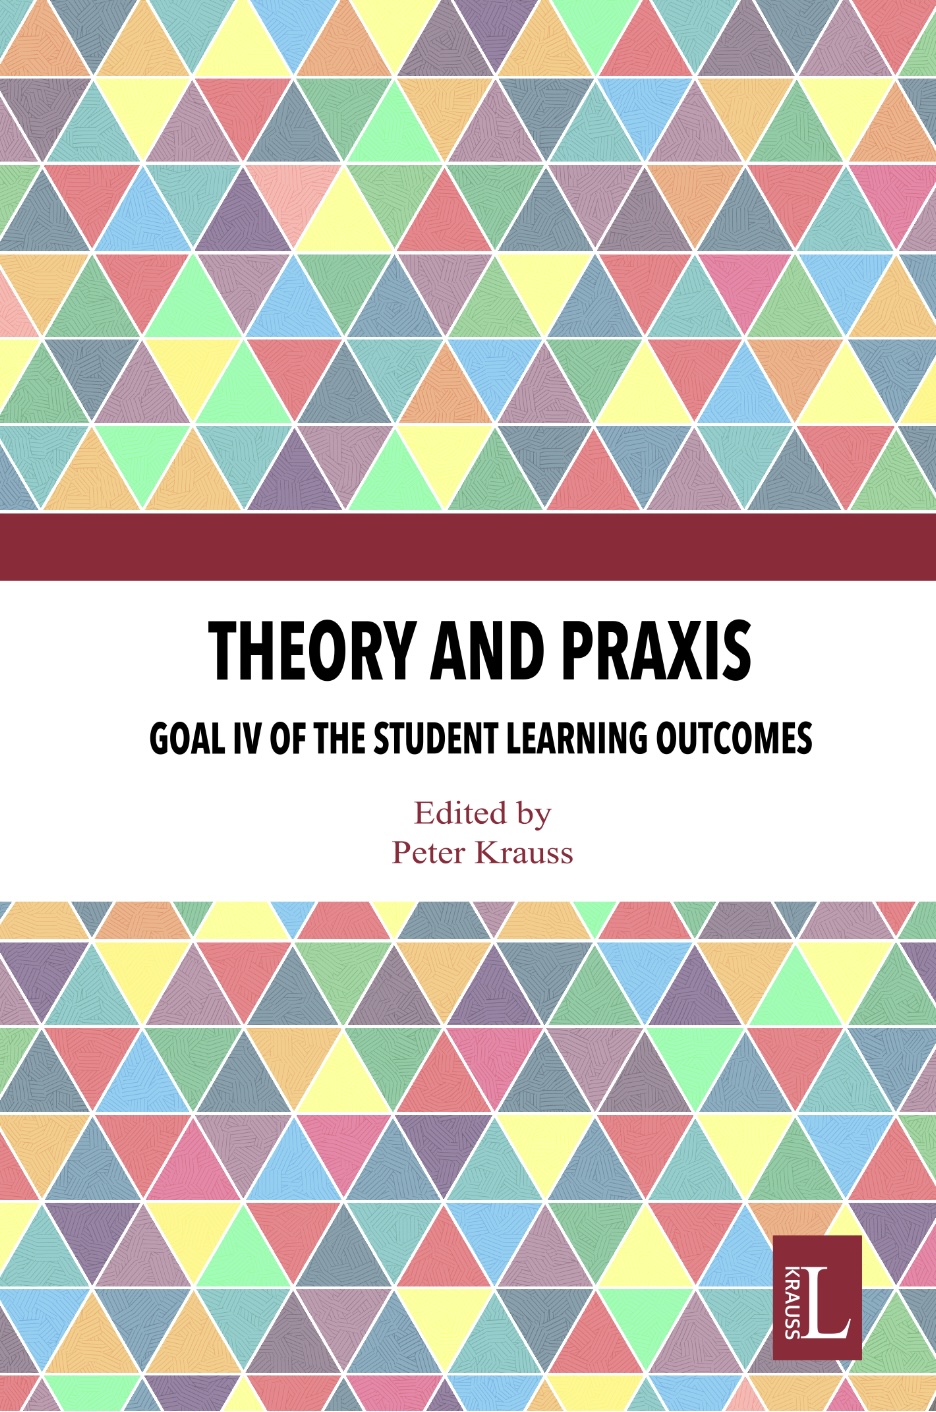 THEORY AND PRAXIS
GOAL IV OF THE STUDENT LEARNING OUTCOMES
Edited by
Peter Krauss
KRAUSS
L